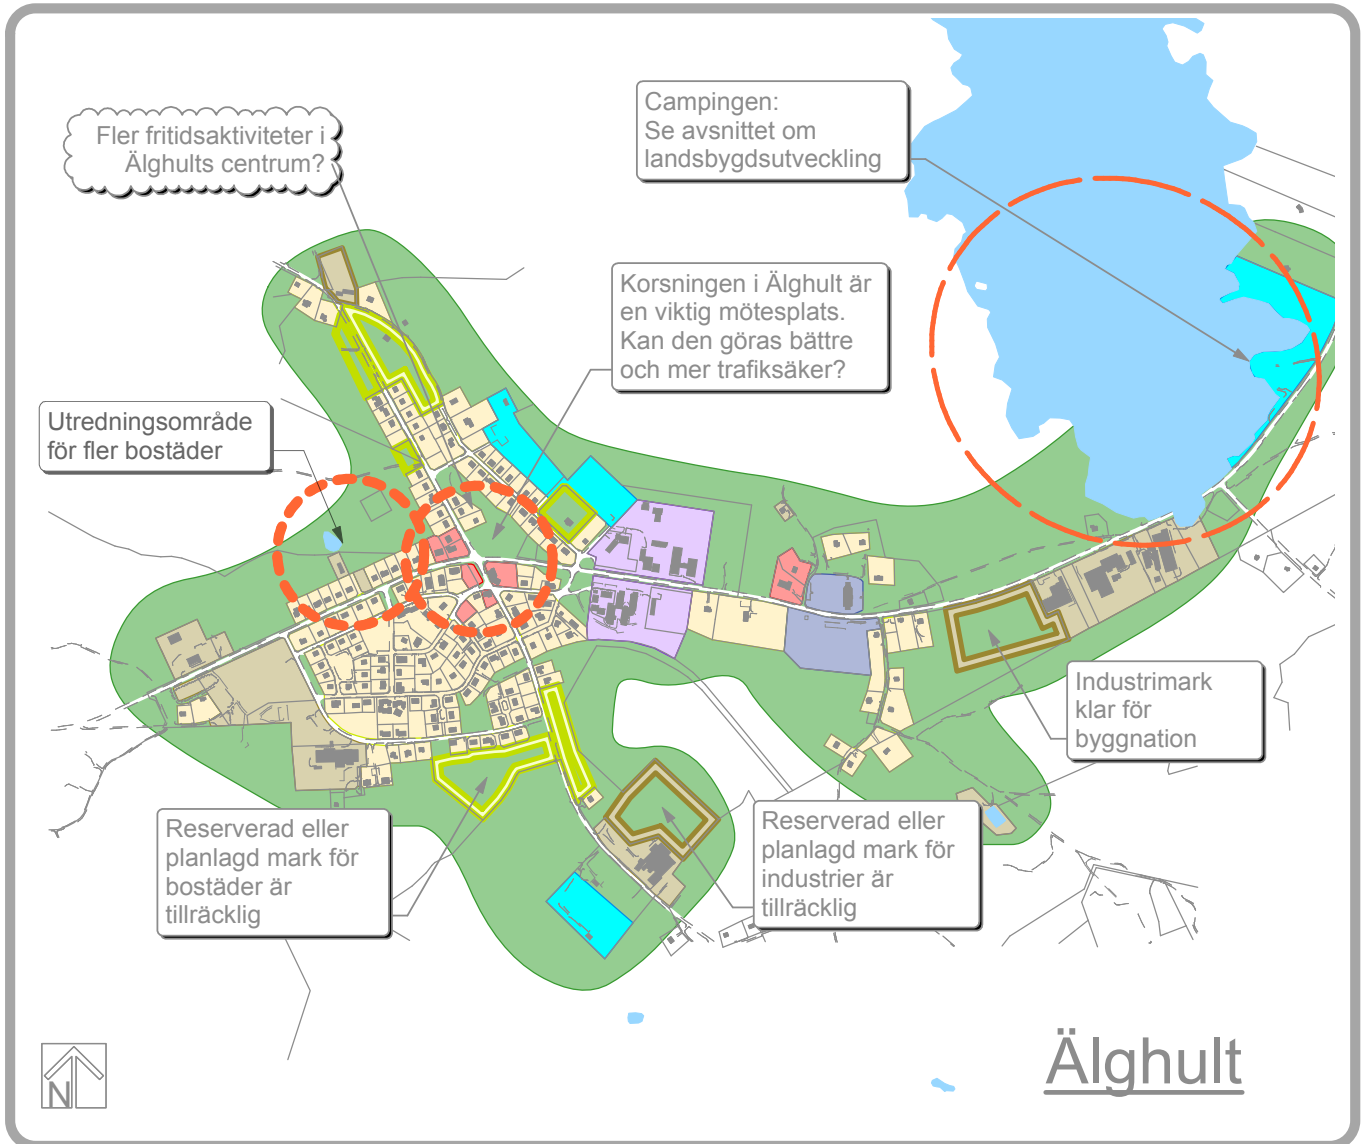 Fler fritidsaktiviteter i
Älghults centrum?
Campingen:
Se avsnittet om
landsbygdsutveckling
Korsningen i Älghult är
en viktig mötesplats.
Kan den göras bättre
och mer trafiksäker?
Utredningsområde
för fler bostäder
Industrimark
klar för
byggnation
Reserverad eller
planlagd mark för
bostäder är
tillräcklig
Reserverad eller
planlagd mark för
industrier är
tillräcklig
Älghult
N